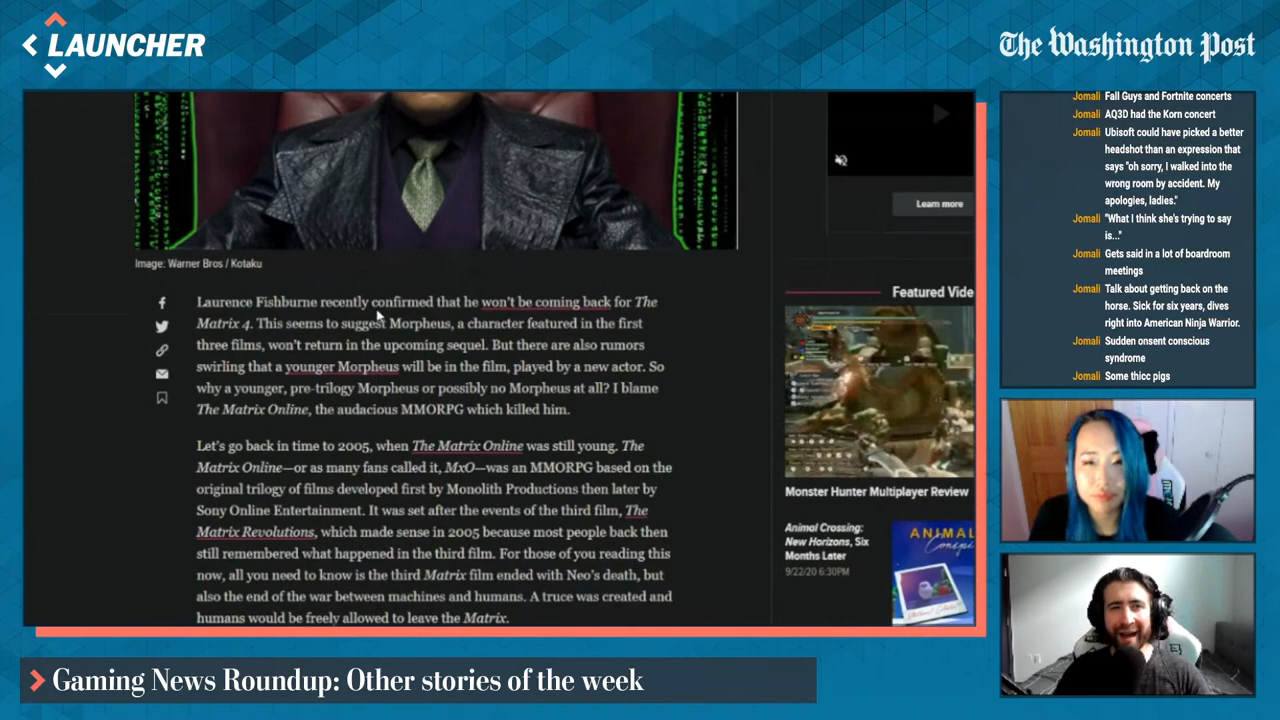 LAUNCHER
The Washington Post
Image: Warner Bros / Kotaku
Laurence Fishburne recently confirmed that he won't be coming back for The
Matrix 4. This seems to suggest Morpheus, a character featured in the first
three films, won't return in the upcoming sequel. But there are also rumors
swirling that a younger Morpheus will be in the film, played by a new actor. So
why a younger, pre-trilogy Morpheus or possibly no Morpheus at all? I blame
The Matrix Online, the audacious MMORPG which killed him.
Let's go back in time to 2005, when The Matrix Online was still young. The
Matrix Online—or as many fans called it, MxO—was an MMORPG based on the
original trilogy of films developed first by Monolith Productions then later by
Sony Online Entertainment. It was set after the events of the third film, The
Matrix Revolutions, which made sense in 2005 because most people back then
still remembered what happened in the third film. For those of you reading this
now, all you need to know is the third Matrix film ended with Neo's death, but
also the end of the war between machines and humans. A truce was created and
humans would be freely allowed to leave the Matrix.
Learn more
Featured Vide
Monster Hunter Multiplayer Review
Animal Crossing:
New Horizons, Six
Months Later
9/22/20 6:30PM
ANIMAL
Jomali Fall Guys and Fortnite concerts
Jomali AQ3D had the Korn concert
Jomali Ubisoft could have picked a better
headshot than an expression that
says "oh sorry, I walked into the
wrong room by accident. My
apologies, ladies."
Jomali "What I think she's trying to say
is..."
Jomali Gets said in a lot of boardroom
meetings
Jomali Talk about getting back on the
horse. Sick for six years, dives
right into American Ninja Warrior.
Jomali Sudden onsent conscious
syndrome
Jomali Some thicc pigs
Gaming News Roundup: Other stories of the week